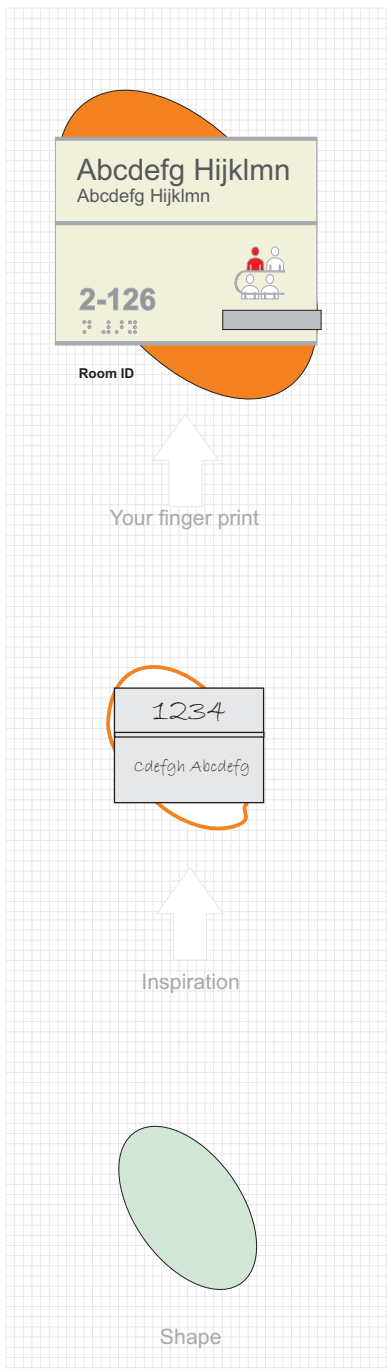 Abcdefg Hijklmn
Abcdefg Hijklmn
2-126
Room ID
Your finger print
1234
Cdefgh Abcdefg
Inspiration
Shape